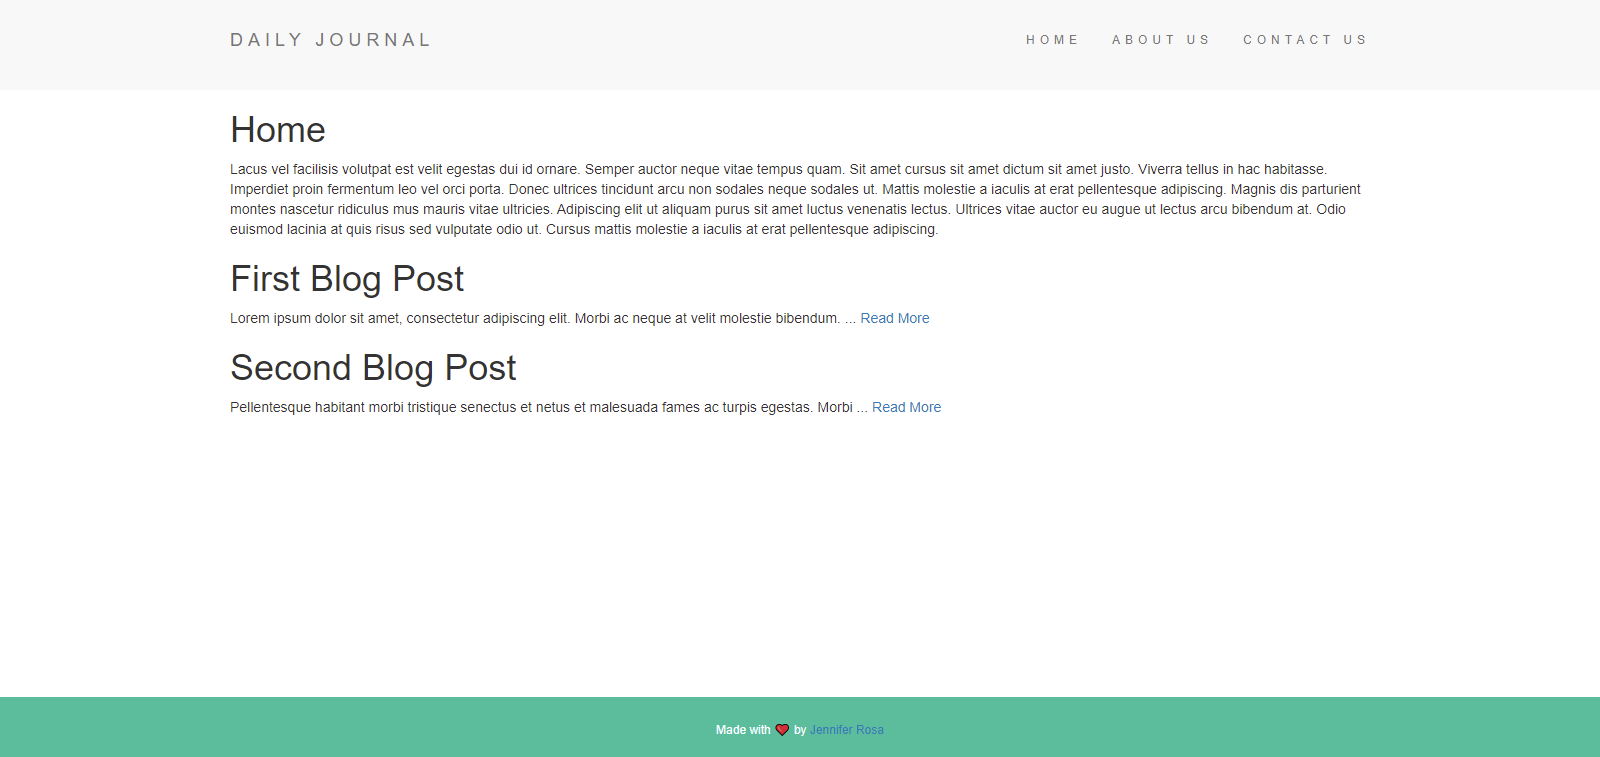 DAILY JOURNAL
HOME ABOUT US CONTACT US
Home
Lacus vel facilisis volutpat est velit egestas dui id ornare. Semper auctor neque vitae tempus quam. Sit amet cursus sit amet dictum sit amet justo. Viverra tellus in hac habitasse.
Imperdiet proin fermentum leo vel orci porta. Donec ultrices tincidunt arcu non sodales neque sodales ut. Mattis molestie a iaculis at erat pellentesque adipiscing. Magnis dis parturient
montes nascetur ridiculus mus mauris vitae ultricies. Adipiscing elit ut aliquam purus sit amet luctus venenatis lectus. Ultrices vitae auctor eu augue ut lectus arcu bibendum at. Odio
euismod lacinia at quis risus sed vulputate odio ut. Cursus mattis molestie a iaculis at erat pellentesque adipiscing.
First Blog Post
Lorem ipsum dolor sit amet, consectetur adipiscing elit. Morbi ac neque at velit molestie bibendum. ... Read More
Second Blog Post
Pellentesque habitant morbi tristique senectus et netus et malesuada fames ac turpis egestas. Morbi ... Read More
Made with ❤ by Jennifer Rosa